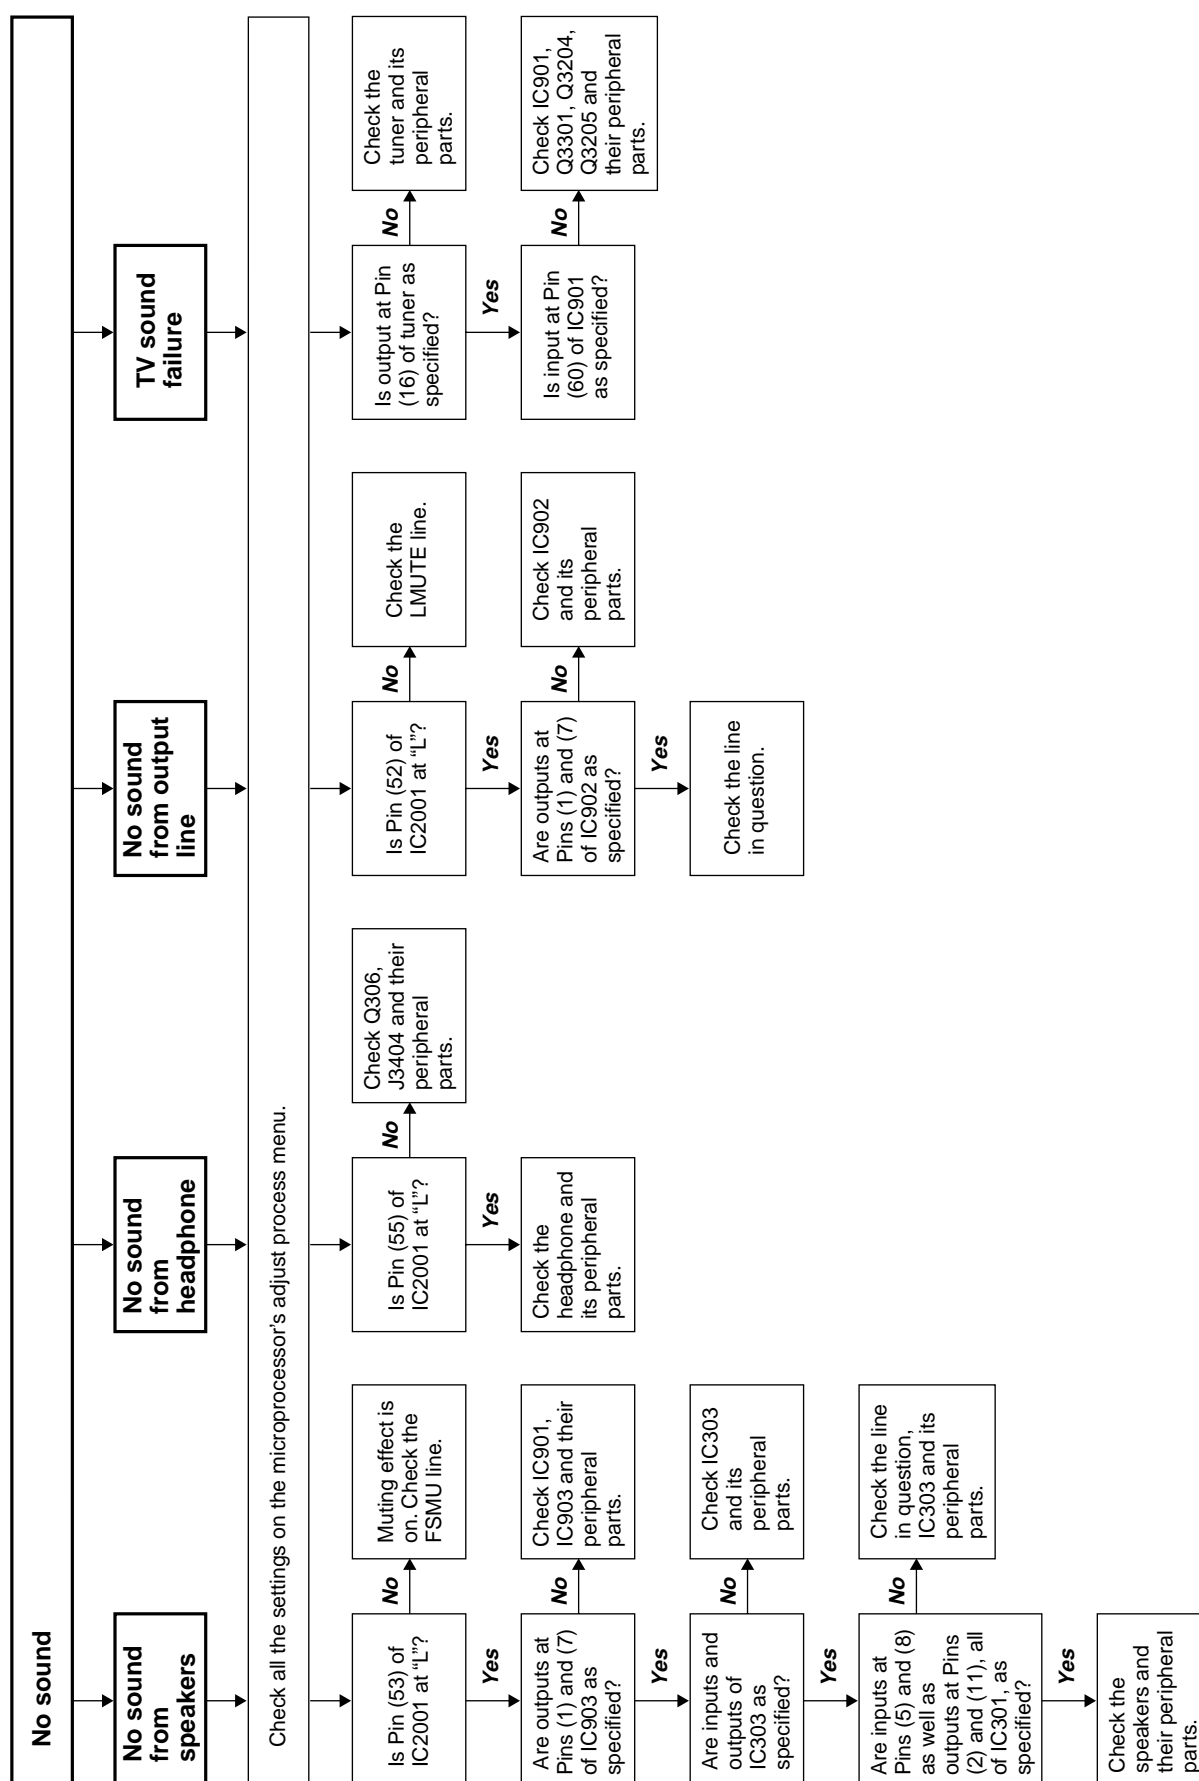 No sound
No sound
from
speakers
No sound
from
headphone
No sound
from output
line
TV sound
failure
Check all the settings on the microprocessor's adjust process menu.
Is Pin (53) of
IC2001 at “L”?
No
Muting effect is
on. Check the
FSMU line.
Yes
Are outputs at
Pins (1) and (7)
of IC903 as
specified?
No
Check IC901,
IC903 and their
peripheral
parts.
Yes
Are inputs and
outputs of
IC303 as
specified?
No
Check IC303
and its
peripheral
parts.
Yes
Are inputs at
Pins (5) and (8)
as well as
outputs at Pins
(2) and (11), all
of IC301, as
specified?
No
Check the line
in question,
IC303 and its
peripheral
parts.
Yes
Check the
speakers and
their peripheral
parts.
Is Pin (55) of
IC2001 at “L”?
No
Check Q306,
J3404 and their
peripheral
parts.
Yes
Check the
headphone and
its peripheral
parts.
Is Pin (52) of
IC2001 at “L”?
No
Check the
LMUTE line.
Yes
Are outputs at
Pins (1) and (7)
of IC902 as
specified?
No
Check IC902
and its
peripheral
parts.
Yes
Check the line
in question.
Is output at Pin
(16) of tuner as
specified?
No
Check the
tuner and its
peripheral
parts.
Yes
Is input at Pin
(60) of IC901
as specified?
No
Check IC901,
Q3301, Q3204,
Q3205 and
their peripheral
parts.